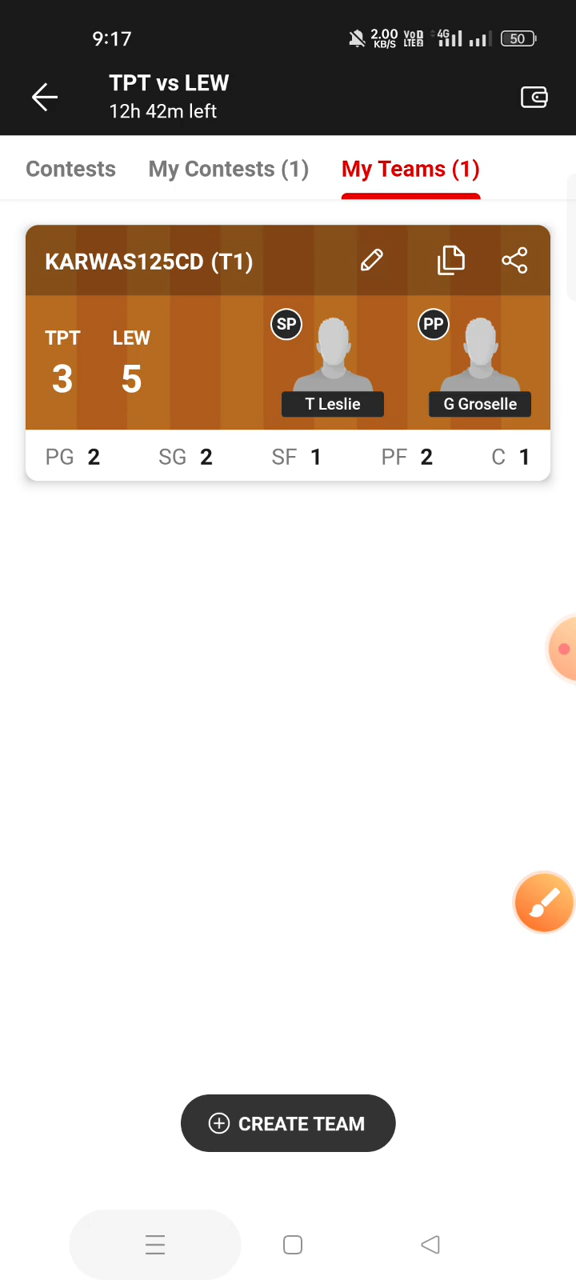 9:17 2.00 KB/S VoD LTE 2 4G 50
TPT vs LEW
12h 42m left
Contests My Contests (1) My Teams (1)
KARWAS125CD (T1)
SP PP
TPT LEW
3 5
T Leslie G Groselle
PG 2 SG 2 SF 1 PF 2 C 1
CREATE TEAM